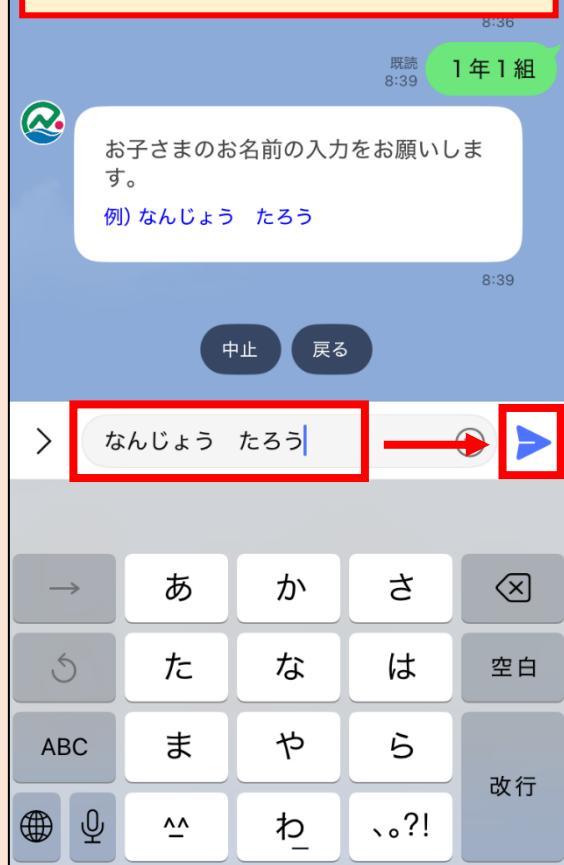 8:36
既読
8:39
1年1組
お子さまのお名前の入力をお願いしま
す。
例) なんじょう　たろう
8:39
中止
戻る
なんじょう　たろう
→ あ か さ
た な は 空白
ABC ま や ら
改行
^^ わ_ 、。?!